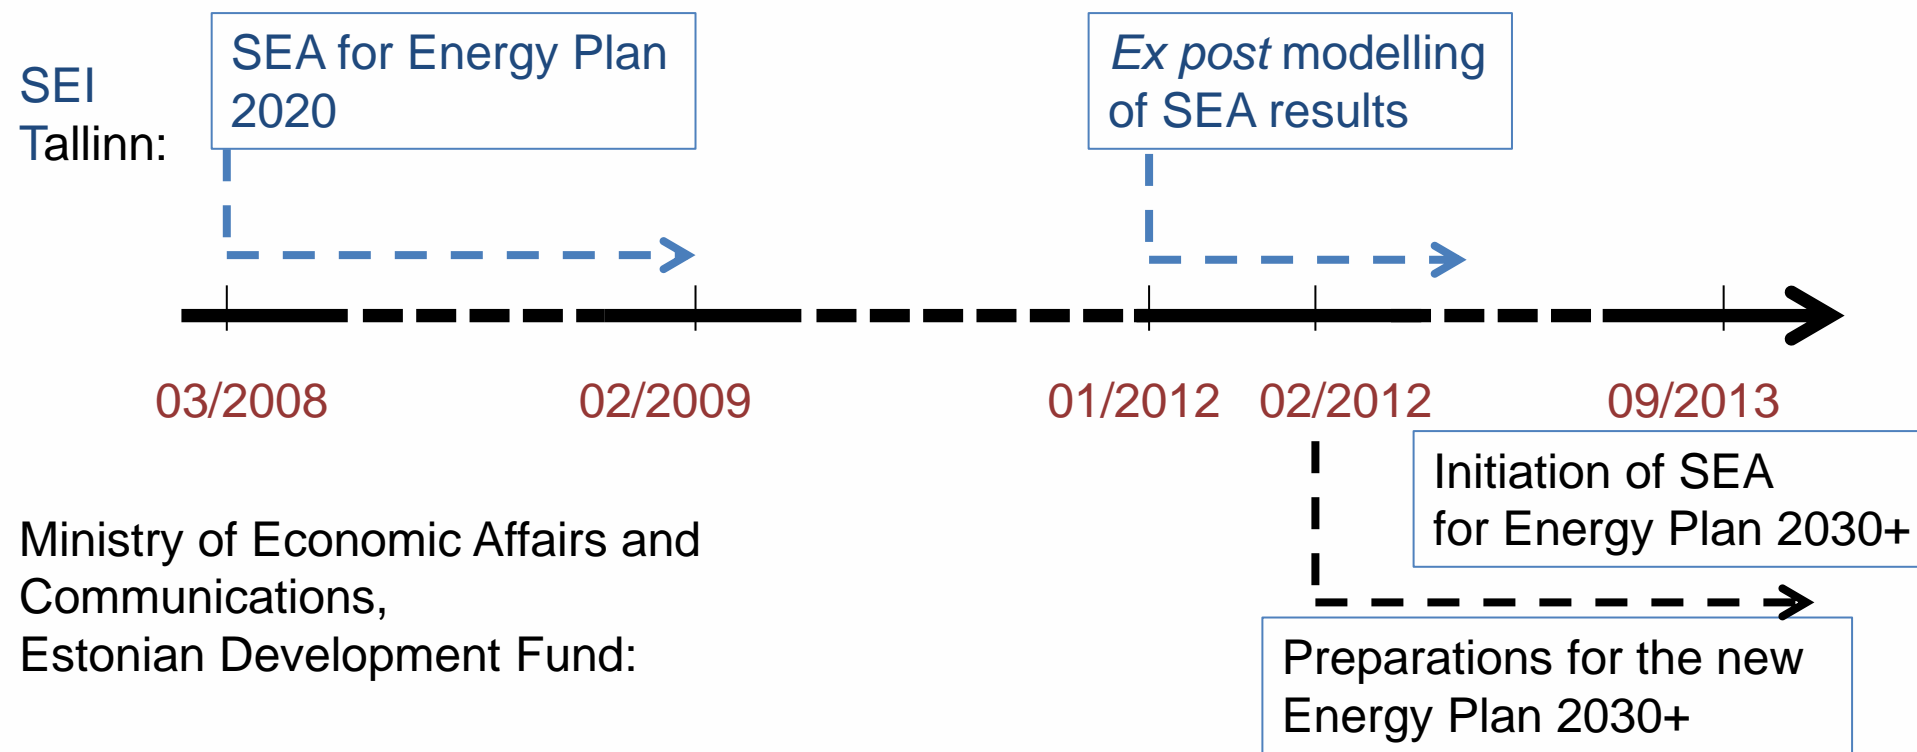 SEI
Tallinn:
SEA for Energy Plan
2020
Ex post modelling
of SEA results
03/2008
02/2009
01/2012
02/2012
09/2013
Initiation of SEA
for Energy Plan 2030+
Ministry of Economic Affairs and
Communications,
Estonian Development Fund:
Preparations for the new
Energy Plan 2030+